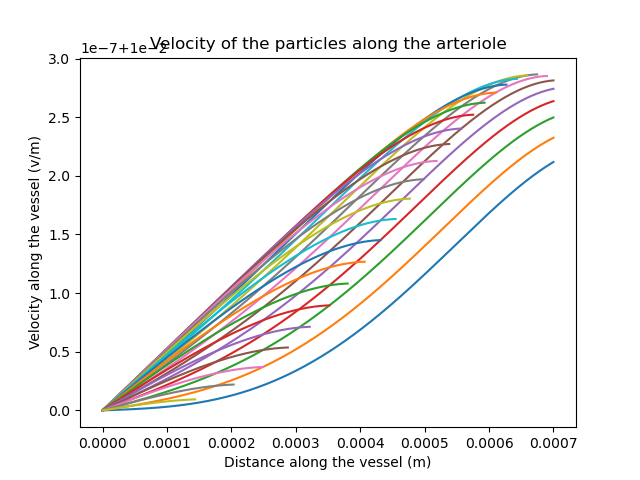 Velocity of the particles along the arteriole
1e−7+1e−2
3.0
2.5
2.0
1.5
1.0
0.5
0.0
Velocity along the vessel (v/m)
0.0000 0.0001 0.0002 0.0003 0.0004 0.0005 0.0006 0.0007
Distance along the vessel (m)